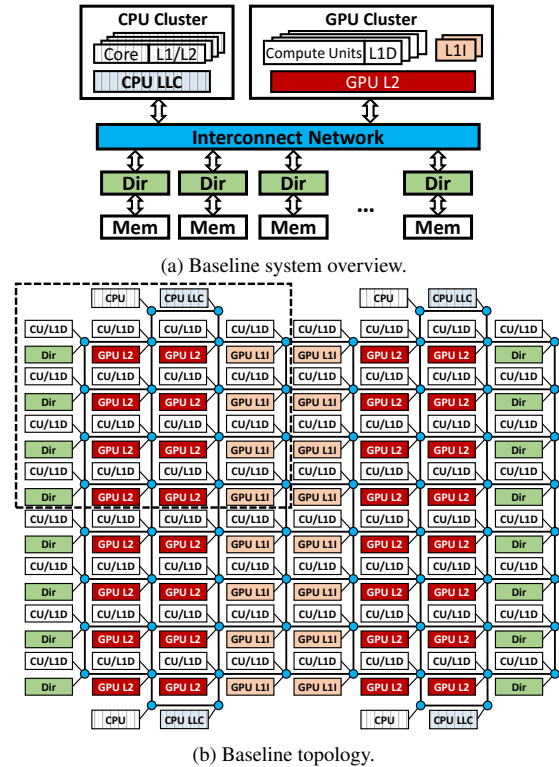 CPU Cluster GPU Cluster
Core L1/L2 Compute Units L1D L1I
CPU LLC GPU L2
Interconnect Network
Dir Dir Dir Dir
...
Mem Mem Mem Mem
(a) Baseline system overview.
CPU CPU LLC CPU CPU LLC
CU/L1D CU/L1D CU/L1D CU/L1D CU/L1D CU/L1D CU/L1D CU/L1D
Dir GPU L2 GPU L2 GPU L1I GPU L1I GPU L2 GPU L2 Dir
CU/L1D CU/L1D CU/L1D CU/L1D CU/L1D CU/L1D CU/L1D CU/L1D
Dir GPU L2 GPU L2 GPU L1I GPU L1I GPU L2 GPU L2 Dir
CU/L1D CU/L1D CU/L1D CU/L1D CU/L1D CU/L1D CU/L1D CU/L1D
Dir GPU L2 GPU L2 GPU L1I GPU L1I GPU L2 GPU L2 Dir
CU/L1D CU/L1D CU/L1D CU/L1D CU/L1D CU/L1D CU/L1D CU/L1D
Dir GPU L2 GPU L2 GPU L1I GPU L1I GPU L2 GPU L2 Dir
CU/L1D CU/L1D CU/L1D CU/L1D CU/L1D CU/L1D CU/L1D CU/L1D
Dir GPU L2 GPU L2 GPU L1I GPU L1I GPU L2 GPU L2 Dir
CU/L1D CU/L1D CU/L1D CU/L1D CU/L1D CU/L1D CU/L1D CU/L1D
Dir GPU L2 GPU L2 GPU L1I GPU L1I GPU L2 GPU L2 Dir
CU/L1D CU/L1D CU/L1D CU/L1D CU/L1D CU/L1D CU/L1D CU/L1D
Dir GPU L2 GPU L2 GPU L1I GPU L1I GPU L2 GPU L2 Dir
CU/L1D CU/L1D CU/L1D CU/L1D CU/L1D CU/L1D CU/L1D CU/L1D
Dir GPU L2 GPU L2 GPU L1I GPU L1I GPU L2 GPU L2 Dir
CPU CPU LLC CPU CPU LLC
(b) Baseline topology.